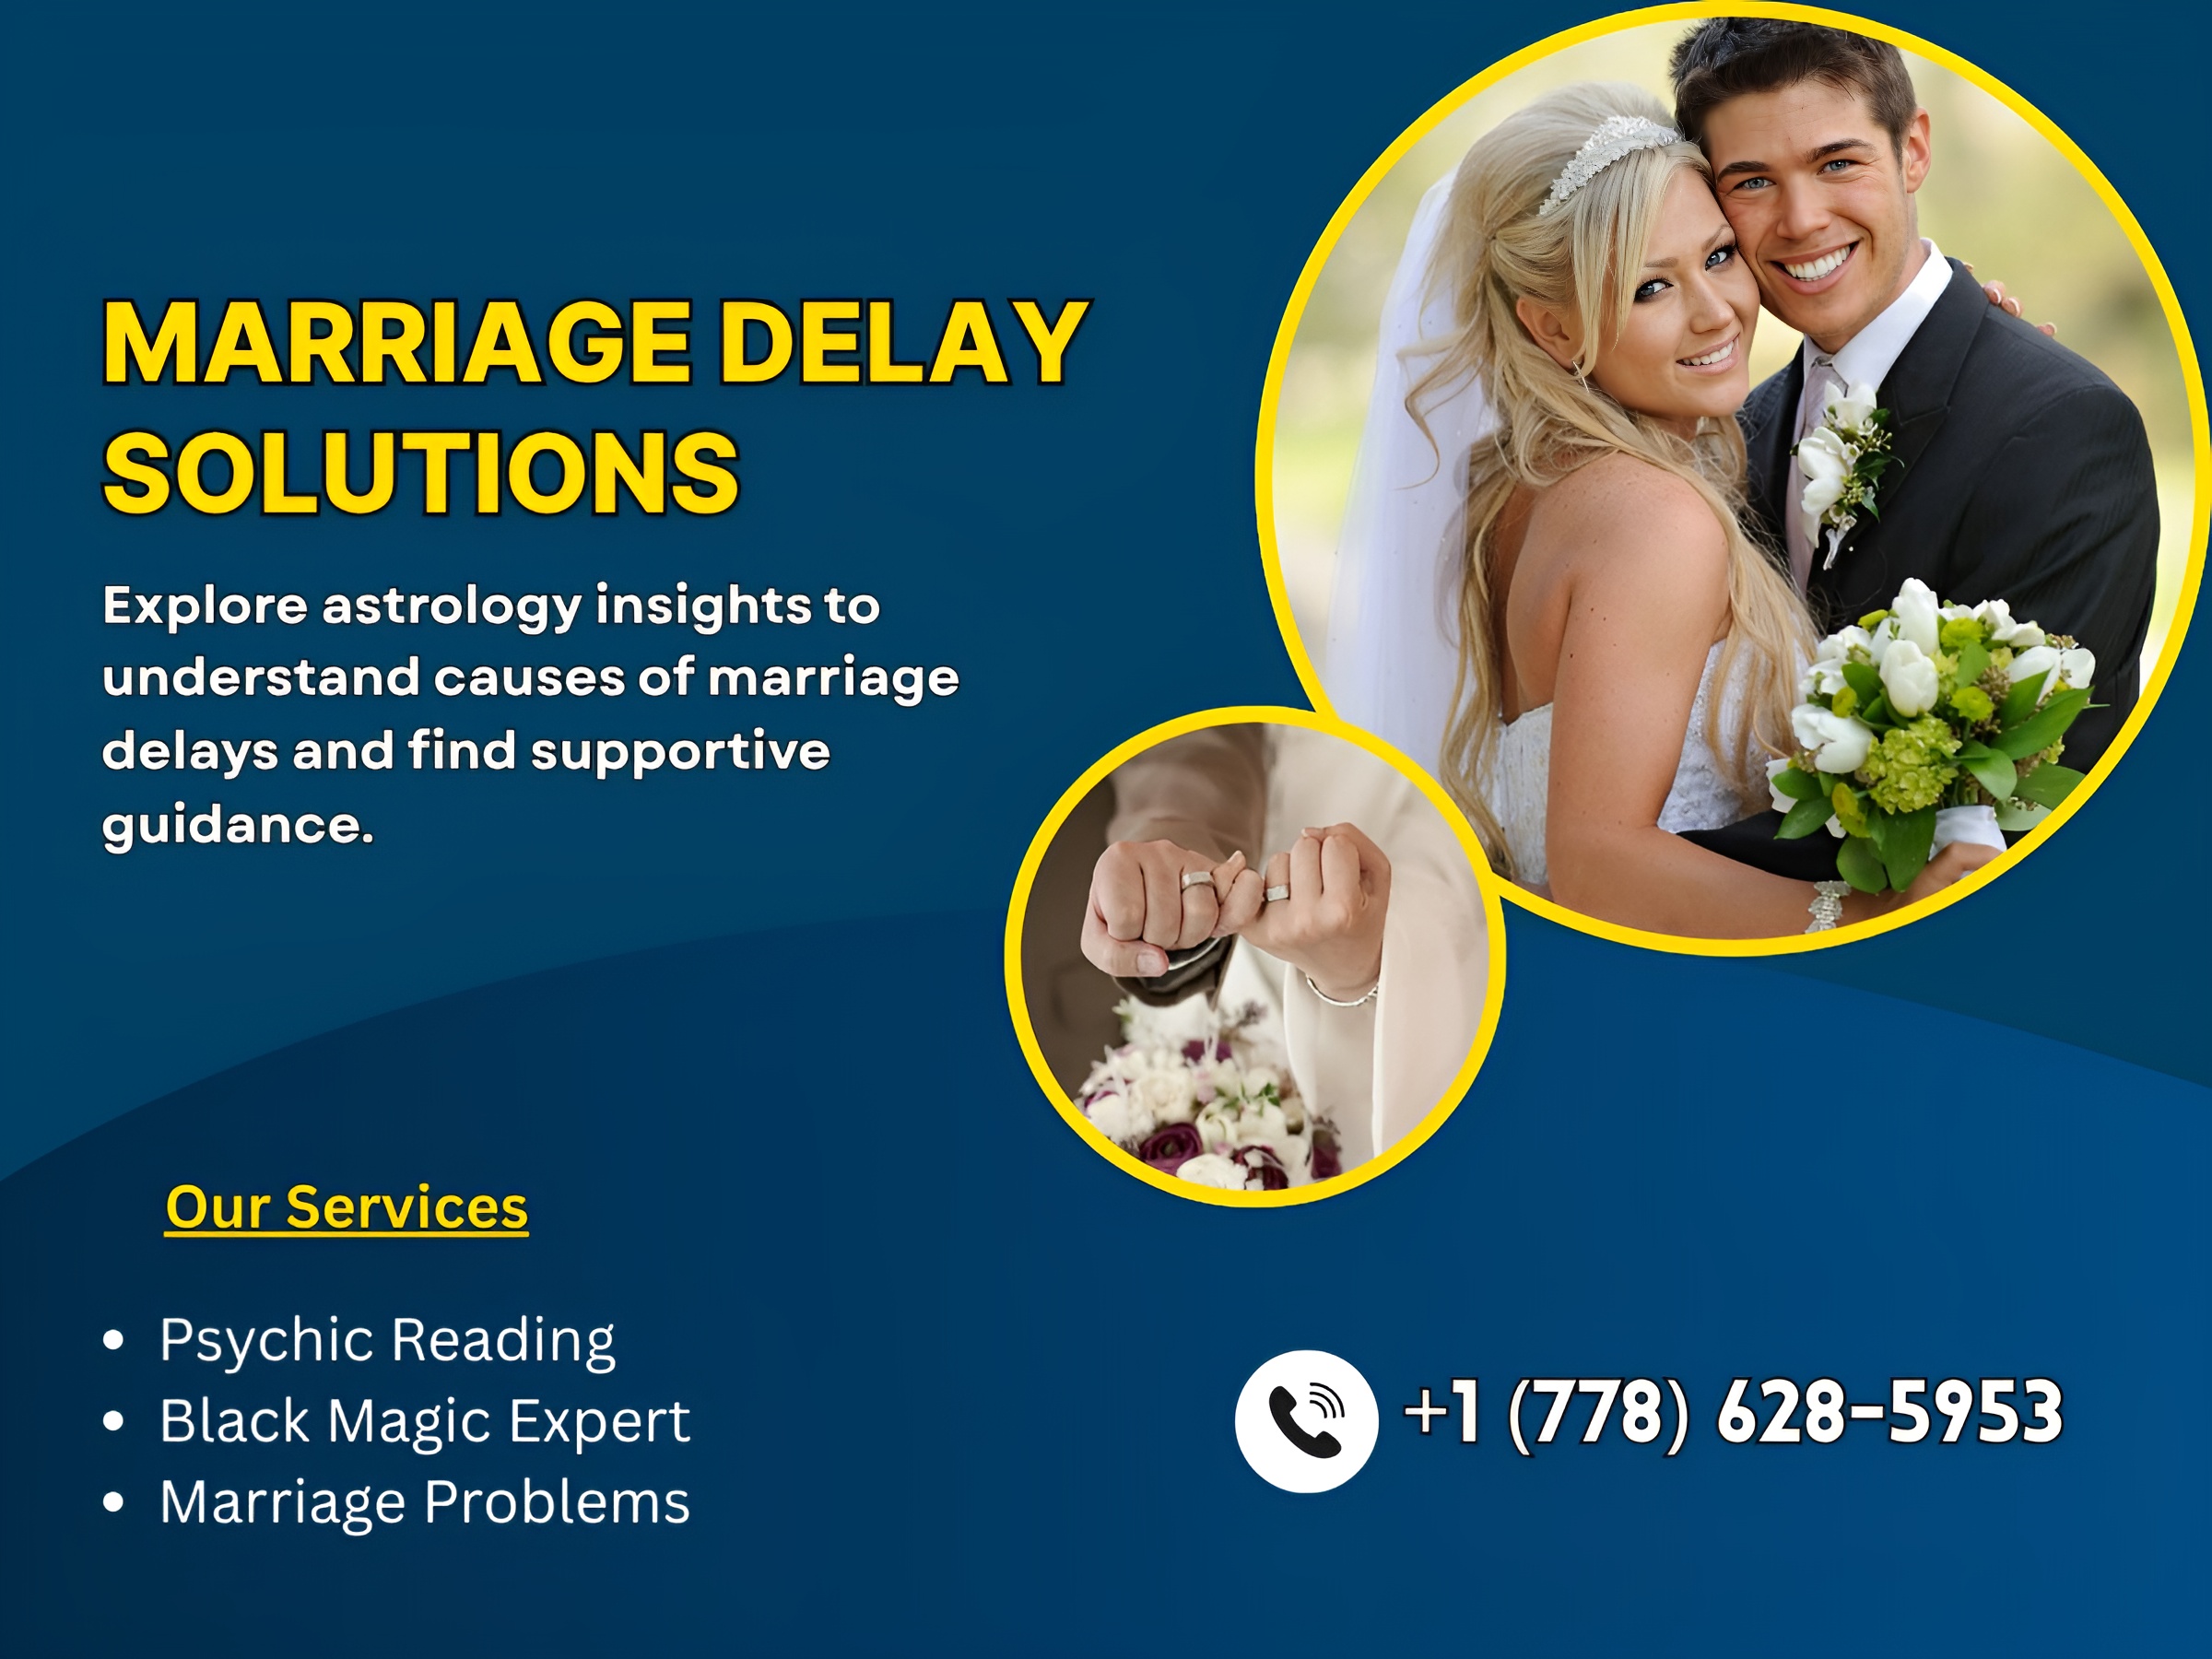 MARRIAGE DELAY
SOLUTIONS
Explore astrology insights to
understand causes of marriage
delays and find supportive
guidance.
Our Services
• Psychic Reading
• Black Magic Expert
• Marriage Problems
+1 (778) 628-5953